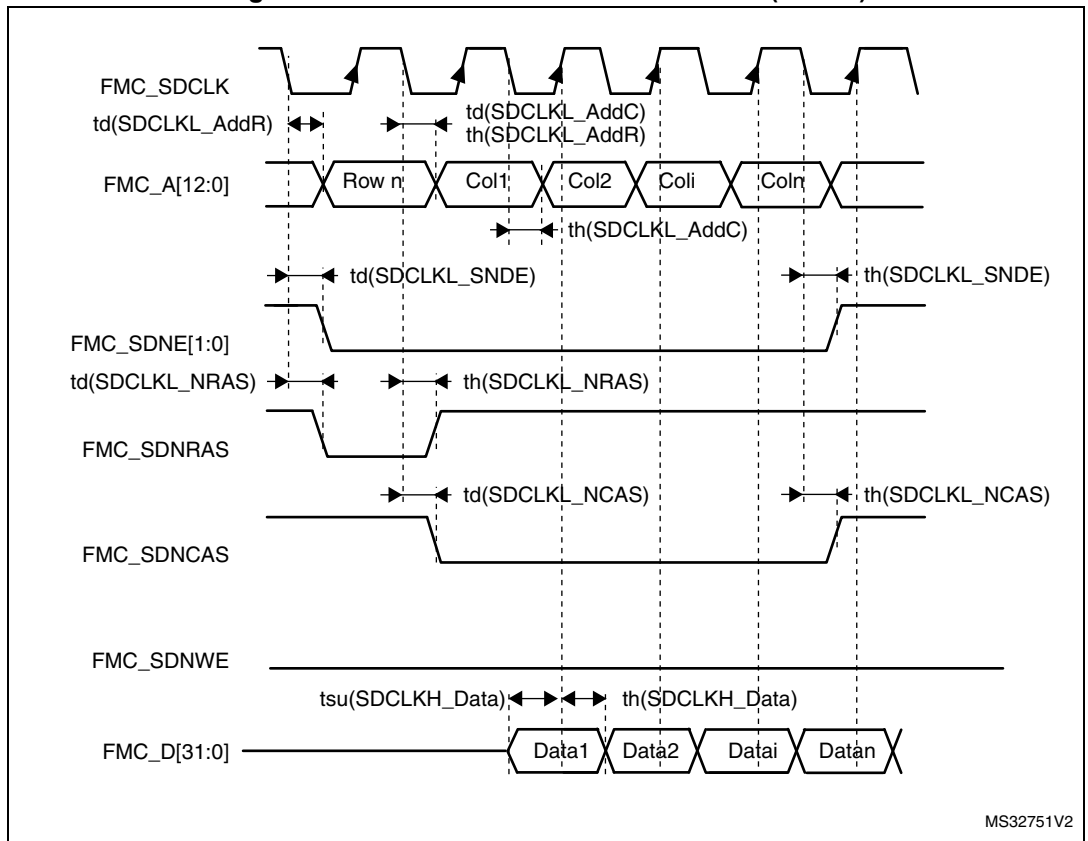 FMC_SDCLK
td(SDCLKL_AddR)
td(SDCLKL_AddC)
th(SDCLKL_AddR)
FMC_A[12:0]
Row n
Col1
Col2
Coli
Coln
th(SDCLKL_AddC)
td(SDCLKL_SNDE)
th(SDCLKL_SNDE)
FMC_SDNE[1:0]
td(SDCLKL_NRAS)
th(SDCLKL_NRAS)
FMC_SDNRAS
td(SDCLKL_NCAS)
th(SDCLKL_NCAS)
FMC_SDNCAS
FMC_SDNWE
tsu(SDCLKH_Data)
th(SDCLKH_Data)
FMC_D[31:0]
Data1
Data2
Datai
Datan
MS32751V2